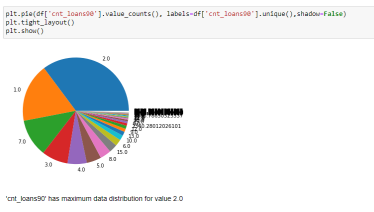 plt.pie(df['cnt_loans90'].value_counts(), labels=df['cnt_loans90'].unique(),shadow=False)
plt.tight_layout()
plt.show()
2.0
1.0
7.0
3.0
4.0
5.0
8.0
15.0
6.0
10.0
'cnt_loans90' has maximum data distribution for value 2.0